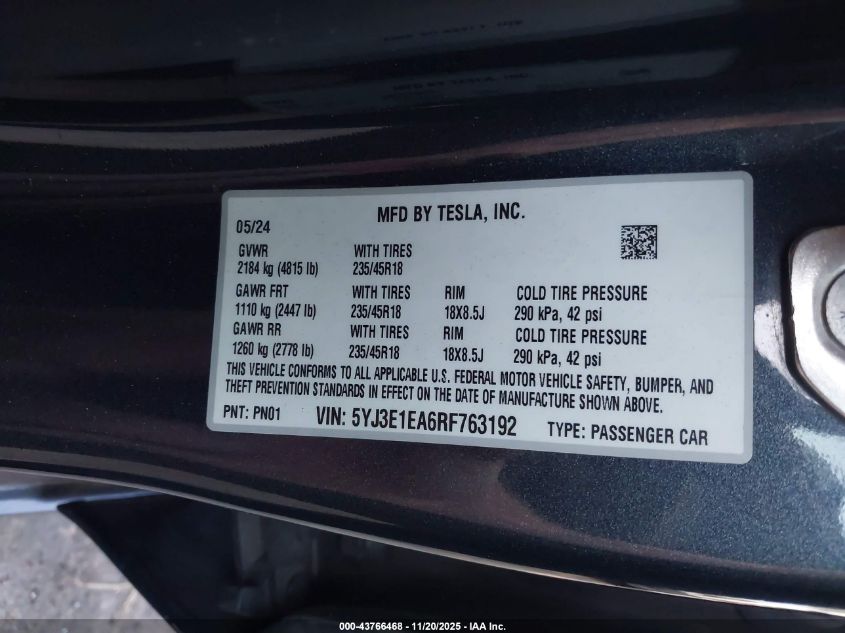 MFD BY TESLA, INC.
05/24
GVWR WITH TIRES
2184 kg (4815 lb) 235/45R18
GAWR FRT WITH TIRES RIM COLD TIRE PRESSURE
1110 kg (2447 lb) 235/45R18 18X8.5J 290 kPa, 42 psi
GAWR RR WITH TIRES RIM COLD TIRE PRESSURE
1260 kg (2778 lb) 235/45R18 18X8.5J 290 kPa, 42 psi
THIS VEHICLE CONFORMS TO ALL APPLICABLE U.S. FEDERAL MOTOR VEHICLE SAFETY, BUMPER, AND
THEFT PREVENTION STANDARDS IN EFFECT ON THE DATE OF MANUFACTURE SHOWN ABOVE.
PNT: PN01 VIN: 5YJ3E1EA6RF763192 TYPE: PASSENGER CAR
000-43766468 - 11/20/2025 - IAA Inc.